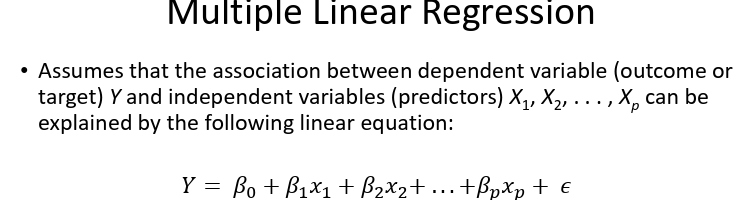 Multiple Linear Regression
• Assumes that the association between dependent variable (outcome or
target) Y and independent variables (predictors) X₁, X₂, . . . , Xₚ can be
explained by the following linear equation:
𝑌 = 𝛽₀ + 𝛽₁𝑥₁ + 𝛽₂𝑥₂+ …+𝛽ₚ𝑥ₚ + 𝜖